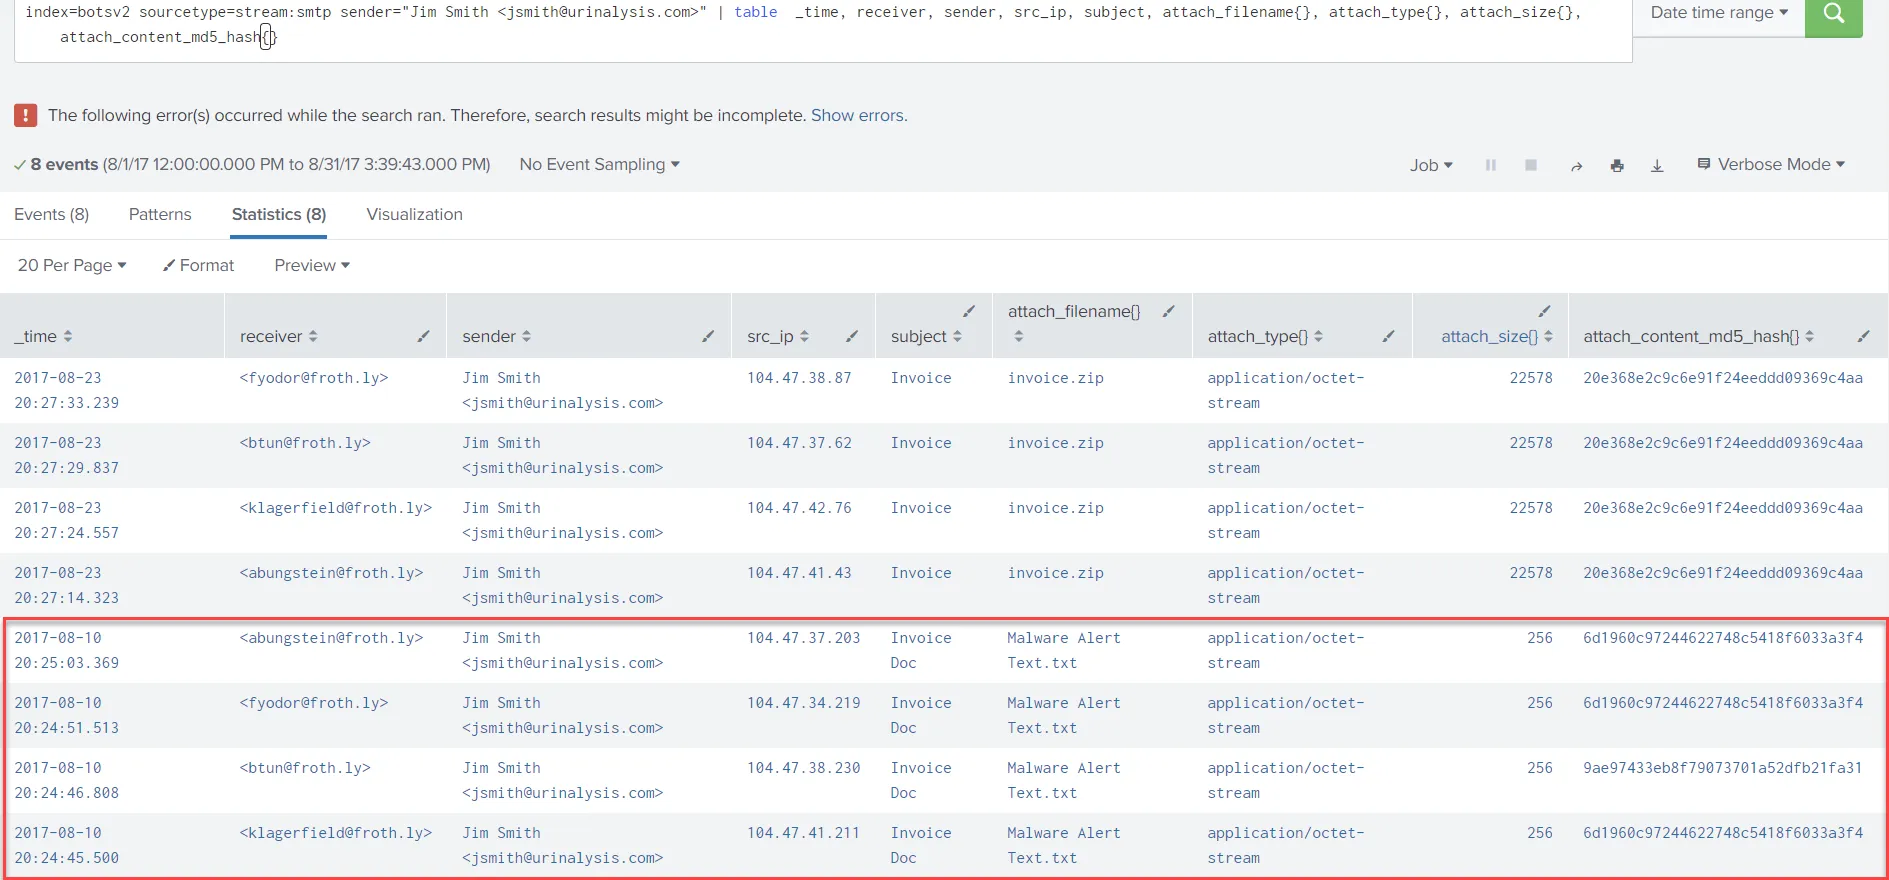 index=botsv2 sourcetype=stream:smtp sender="Jim Smith <jsmith@urinalysis.com>" | table _time, receiver, sender, src_ip, subject, attach_filename{}, attach_type{}, attach_size{},
attach_content_md5_hash{}
Date time range
! The following error(s) occurred while the search ran. Therefore, search results might be incomplete. Show errors.
8 events (8/1/17 12:00:00.000 PM to 8/31/17 3:39:43.000 PM) No Event Sampling
Job Verbose Mode
Events (8) Patterns Statistics (8) Visualization
20 Per Page Format Preview
_time receiver sender src_ip subject attach_filename{} attach_type{} attach_size{} attach_content_md5_hash{}
2017-08-23 <fyodor@froth.ly> Jim Smith 104.47.38.87 Invoice invoice.zip application/octet- 22578 20e368e2c9c6e91f24eeddd09369c4aa
20:27:33.239 <jsmith@urinalysis.com> stream
2017-08-23 <btun@froth.ly> Jim Smith 104.47.37.62 Invoice invoice.zip application/octet- 22578 20e368e2c9c6e91f24eeddd09369c4aa
20:27:29.837 <jsmith@urinalysis.com> stream
2017-08-23 <klagerfield@froth.ly> Jim Smith 104.47.42.76 Invoice invoice.zip application/octet- 22578 20e368e2c9c6e91f24eeddd09369c4aa
20:27:24.557 <jsmith@urinalysis.com> stream
2017-08-23 <abungstein@froth.ly> Jim Smith 104.47.41.43 Invoice invoice.zip application/octet- 22578 20e368e2c9c6e91f24eeddd09369c4aa
20:27:14.323 <jsmith@urinalysis.com> stream
2017-08-10 <abungstein@froth.ly> Jim Smith 104.47.37.203 Invoice Malware Alert application/octet- 256 6d1960c97244622748c5418f6033a3f4
20:25:03.369 <jsmith@urinalysis.com> Doc Text.txt stream
2017-08-10 <fyodor@froth.ly> Jim Smith 104.47.34.219 Invoice Malware Alert application/octet- 256 6d1960c97244622748c5418f6033a3f4
20:24:51.513 <jsmith@urinalysis.com> Doc Text.txt stream
2017-08-10 <btun@froth.ly> Jim Smith 104.47.38.230 Invoice Malware Alert application/octet- 256 9ae97433eb8f79073701a52dfb21fa31
20:24:46.808 <jsmith@urinalysis.com> Doc Text.txt stream
2017-08-10 <klagerfield@froth.ly> Jim Smith 104.47.41.211 Invoice Malware Alert application/octet- 256 6d1960c97244622748c5418f6033a3f4
20:24:45.500 <jsmith@urinalysis.com> Doc Text.txt stream